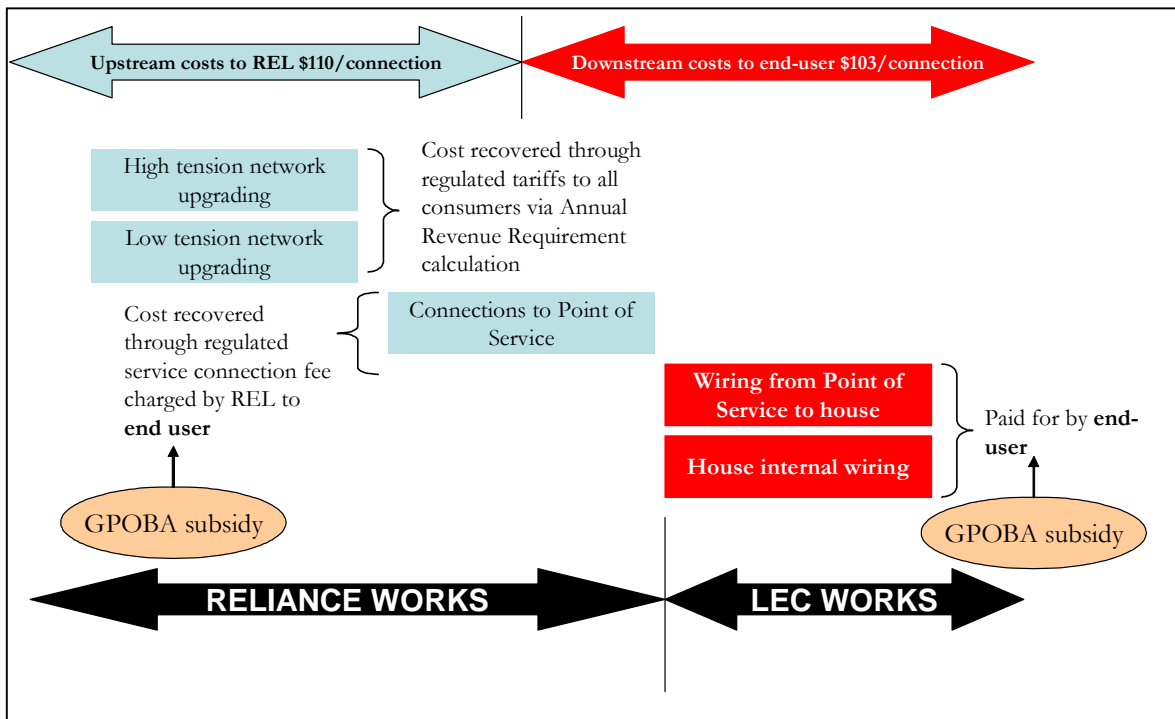 Upstream costs to REL $110/connection
Downstream costs to end-user $103/connection
High tension network
upgrading
Low tension network
upgrading
Cost recovered through
regulated tariffs to all
consumers via Annual
Revenue Requirement
calculation
Cost recovered
through regulated
service connection fee
charged by REL to
end user
Connections to Point of
Service
Wiring from Point of
Service to house
House internal wiring
Paid for by end-
user
GPOBA subsidy
GPOBA subsidy
RELIANCE WORKS
LEC WORKS